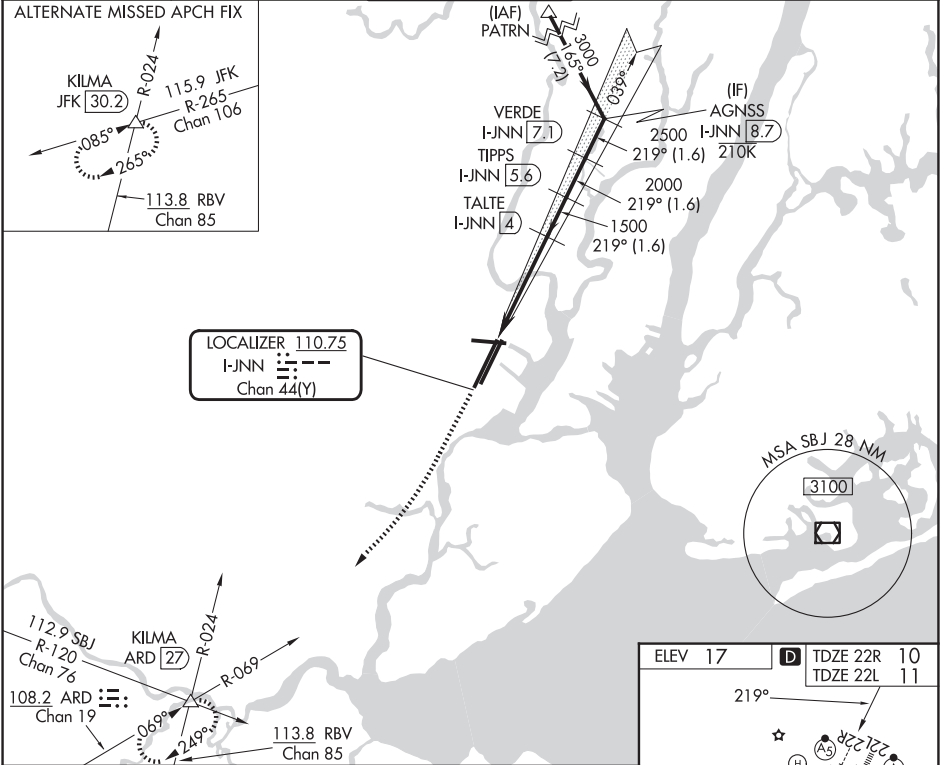 ALTERNATE MISSED APCH FIX
R-024
KILMA
JFK 30.2
115.9 JFK
R-265
Chan 106
085°
265°
113.8 RBV
Chan 85
(IAF)
PATRN
3000
165°
(7.2)
039°
(IF)
AGNSS
I-JNN 8.7
210K
VERDE
I-JNN 7.1
2500
219° (1.6)
TIPPS
I-JNN 5.6
2000
219° (1.6)
TALTE
I-JNN 4
1500
219° (1.6)
LOCALIZER 110.75
I-JNN
Chan 44(Y)
MSA SBJ 28 NM
3100
112.9 SBJ
R-120
Chan 76
KILMA
ARD 27
R-024
R-069
108.2 ARD
Chan 19
069°
249°
113.8 RBV
Chan 85
ELEV 17
D
TDZE 22R 10
TDZE 22L 11
219°
22R
22L
A5
H